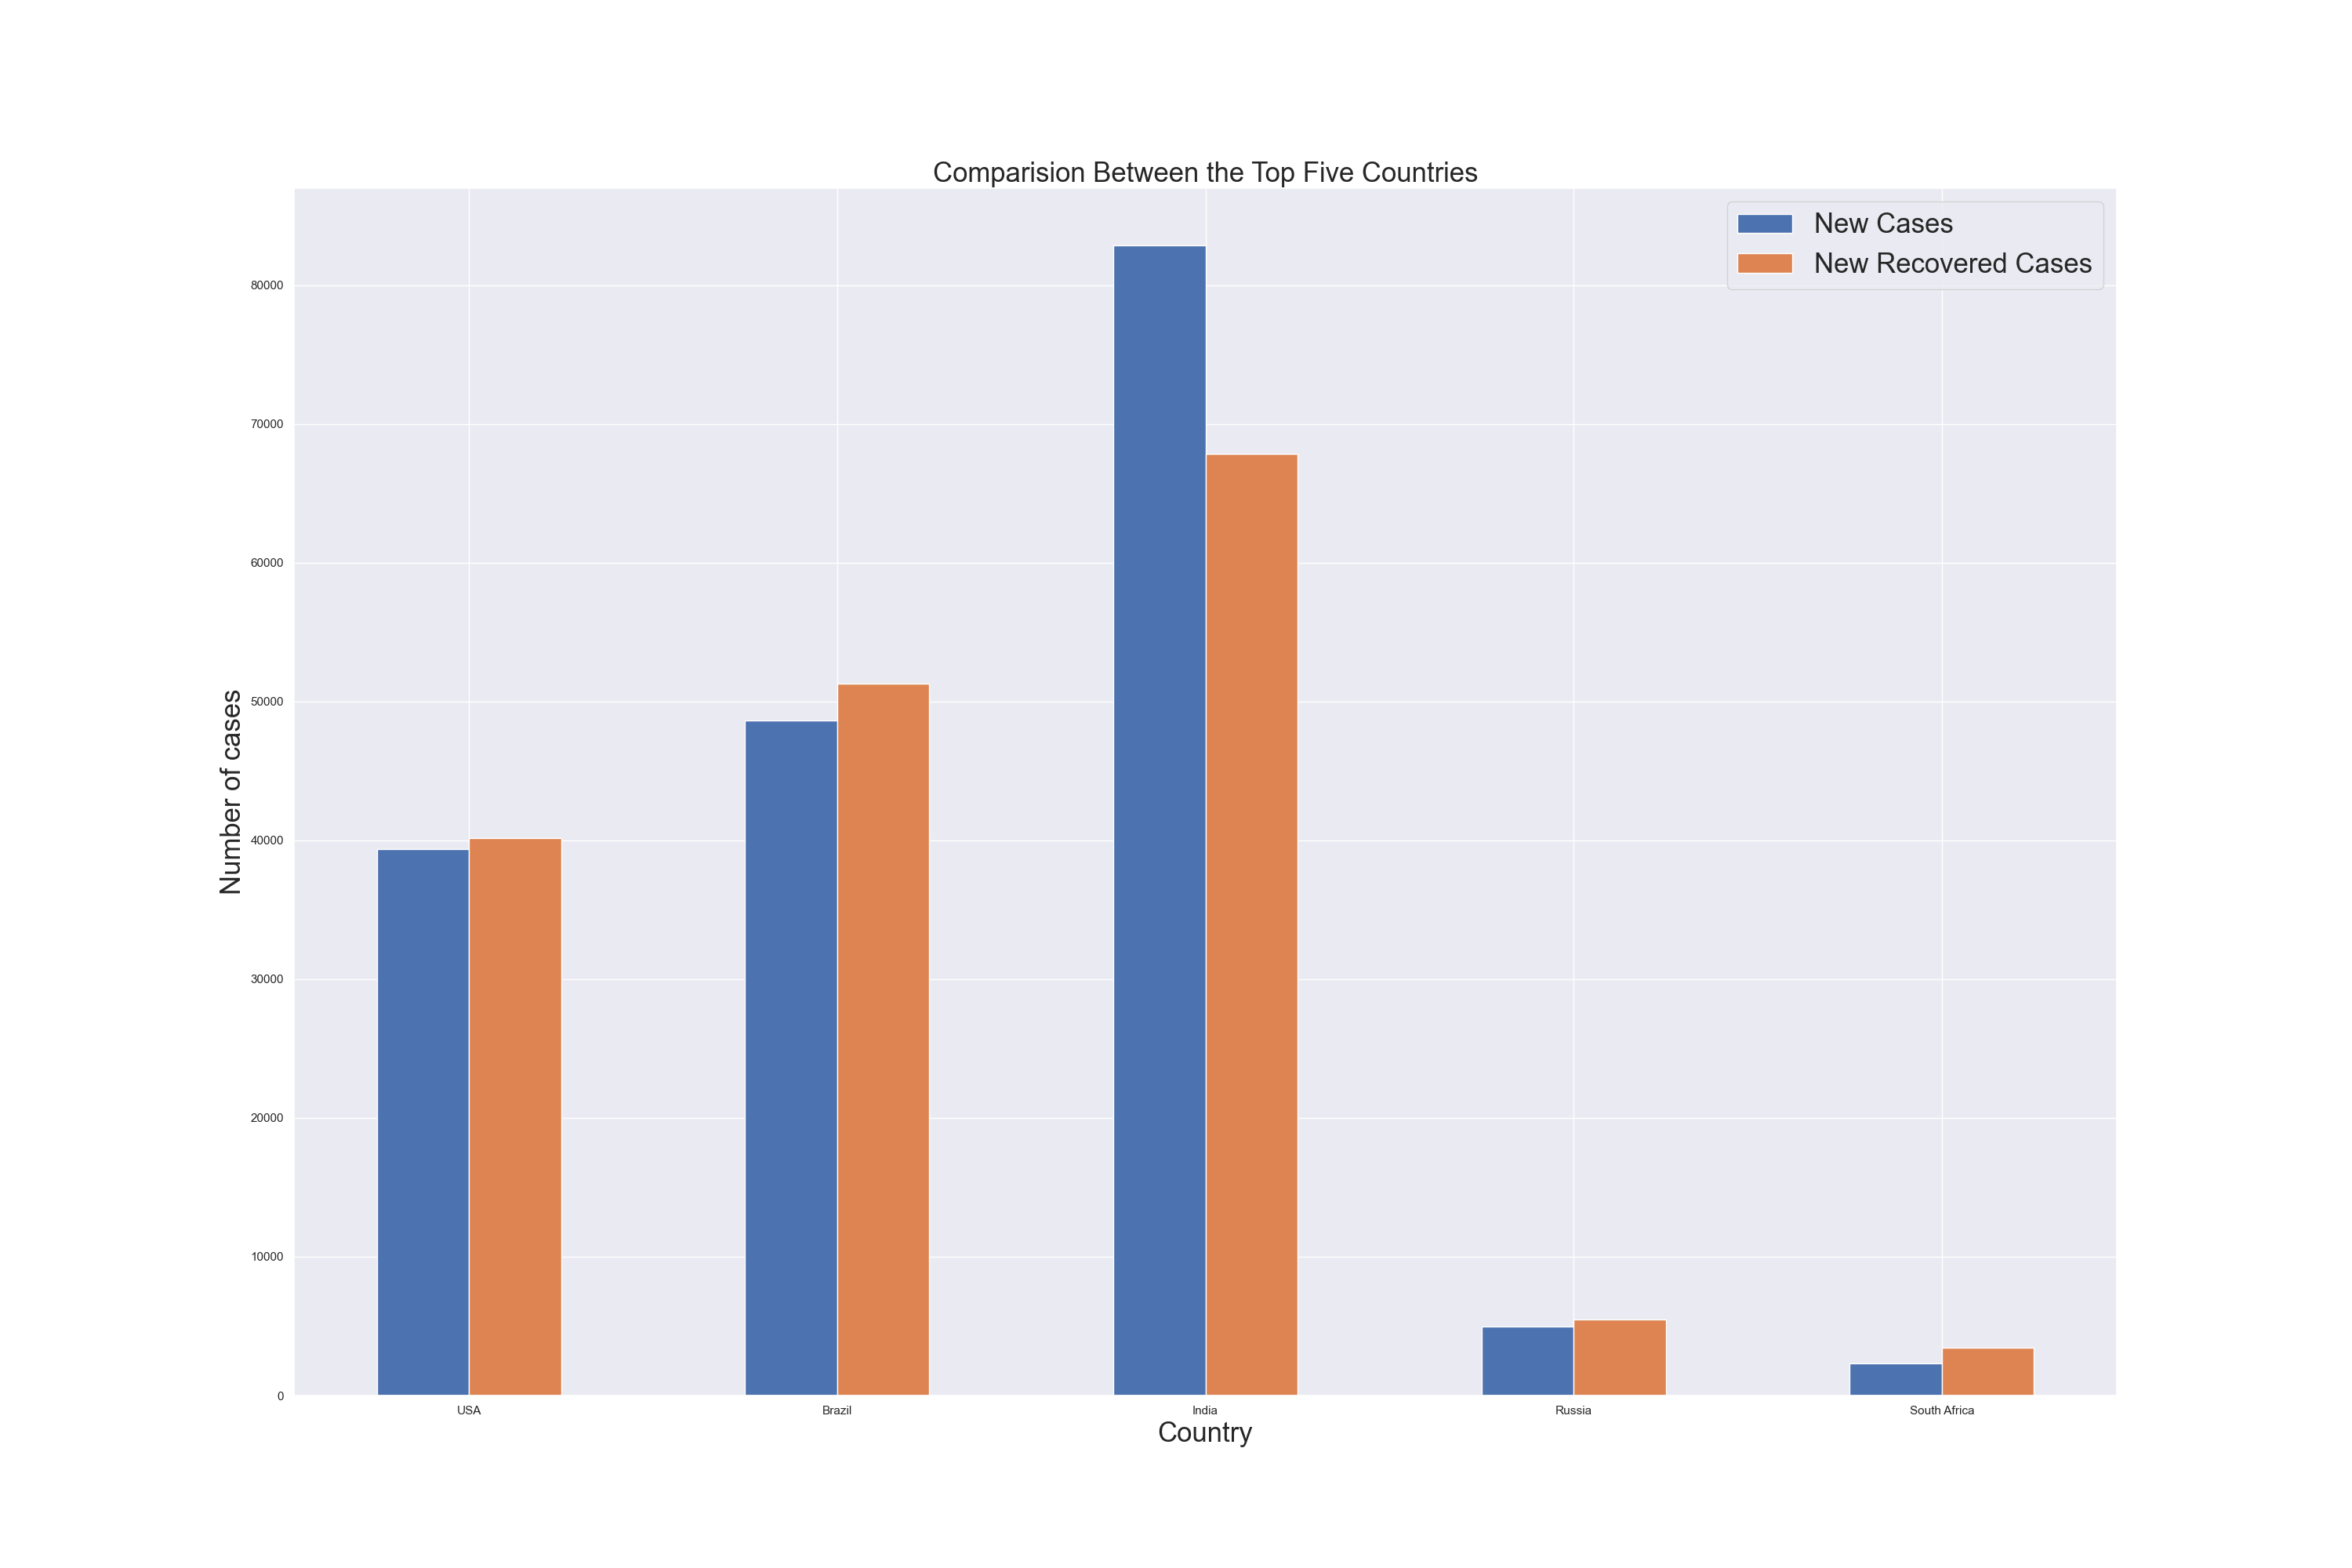 Comparision Between the Top Five Countries
New Cases
New Recovered Cases
80000
70000
60000
50000
40000
30000
20000
10000
0
Number of cases
USA
Brazil
India
Russia
South Africa
Country